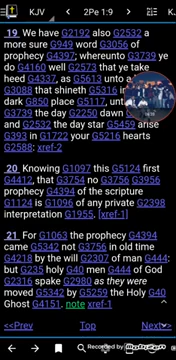 KJV
2Pe 1:9
19 We have G2192 also G2532 a
more sure G949 word G3056 of
prophecy G4397; whereunto G3739 ye
do G4160 well G2573 that ye take
heed G4337, as G5613 unto a
G3088 that shineth G5316 in
dark G850 place G5117, unt
G3739 the day G2250 dawn
and G2532 the day star G5459 arise
G393 in G1722 your G5216 hearts
G2588: xref-2
20 Knowing G1097 this G5124 first
G4412, that G3754 no G3756 G3956
prophecy G4394 of the scripture
G1124 is G1096 of any private G2398
interpretation G1955. [xref-1]
21 For G1063 the prophecy G4394
came G5342 not G3756 in old time
G4218 by the will G2307 of man G444:
but G235 holy G40 men G444 of God
G2316 spake G2980 as they were
moved G5342 by G5259 the Holy G40
Ghost G4151. note xref-1
<<Prev Top Next>>
Recorded by